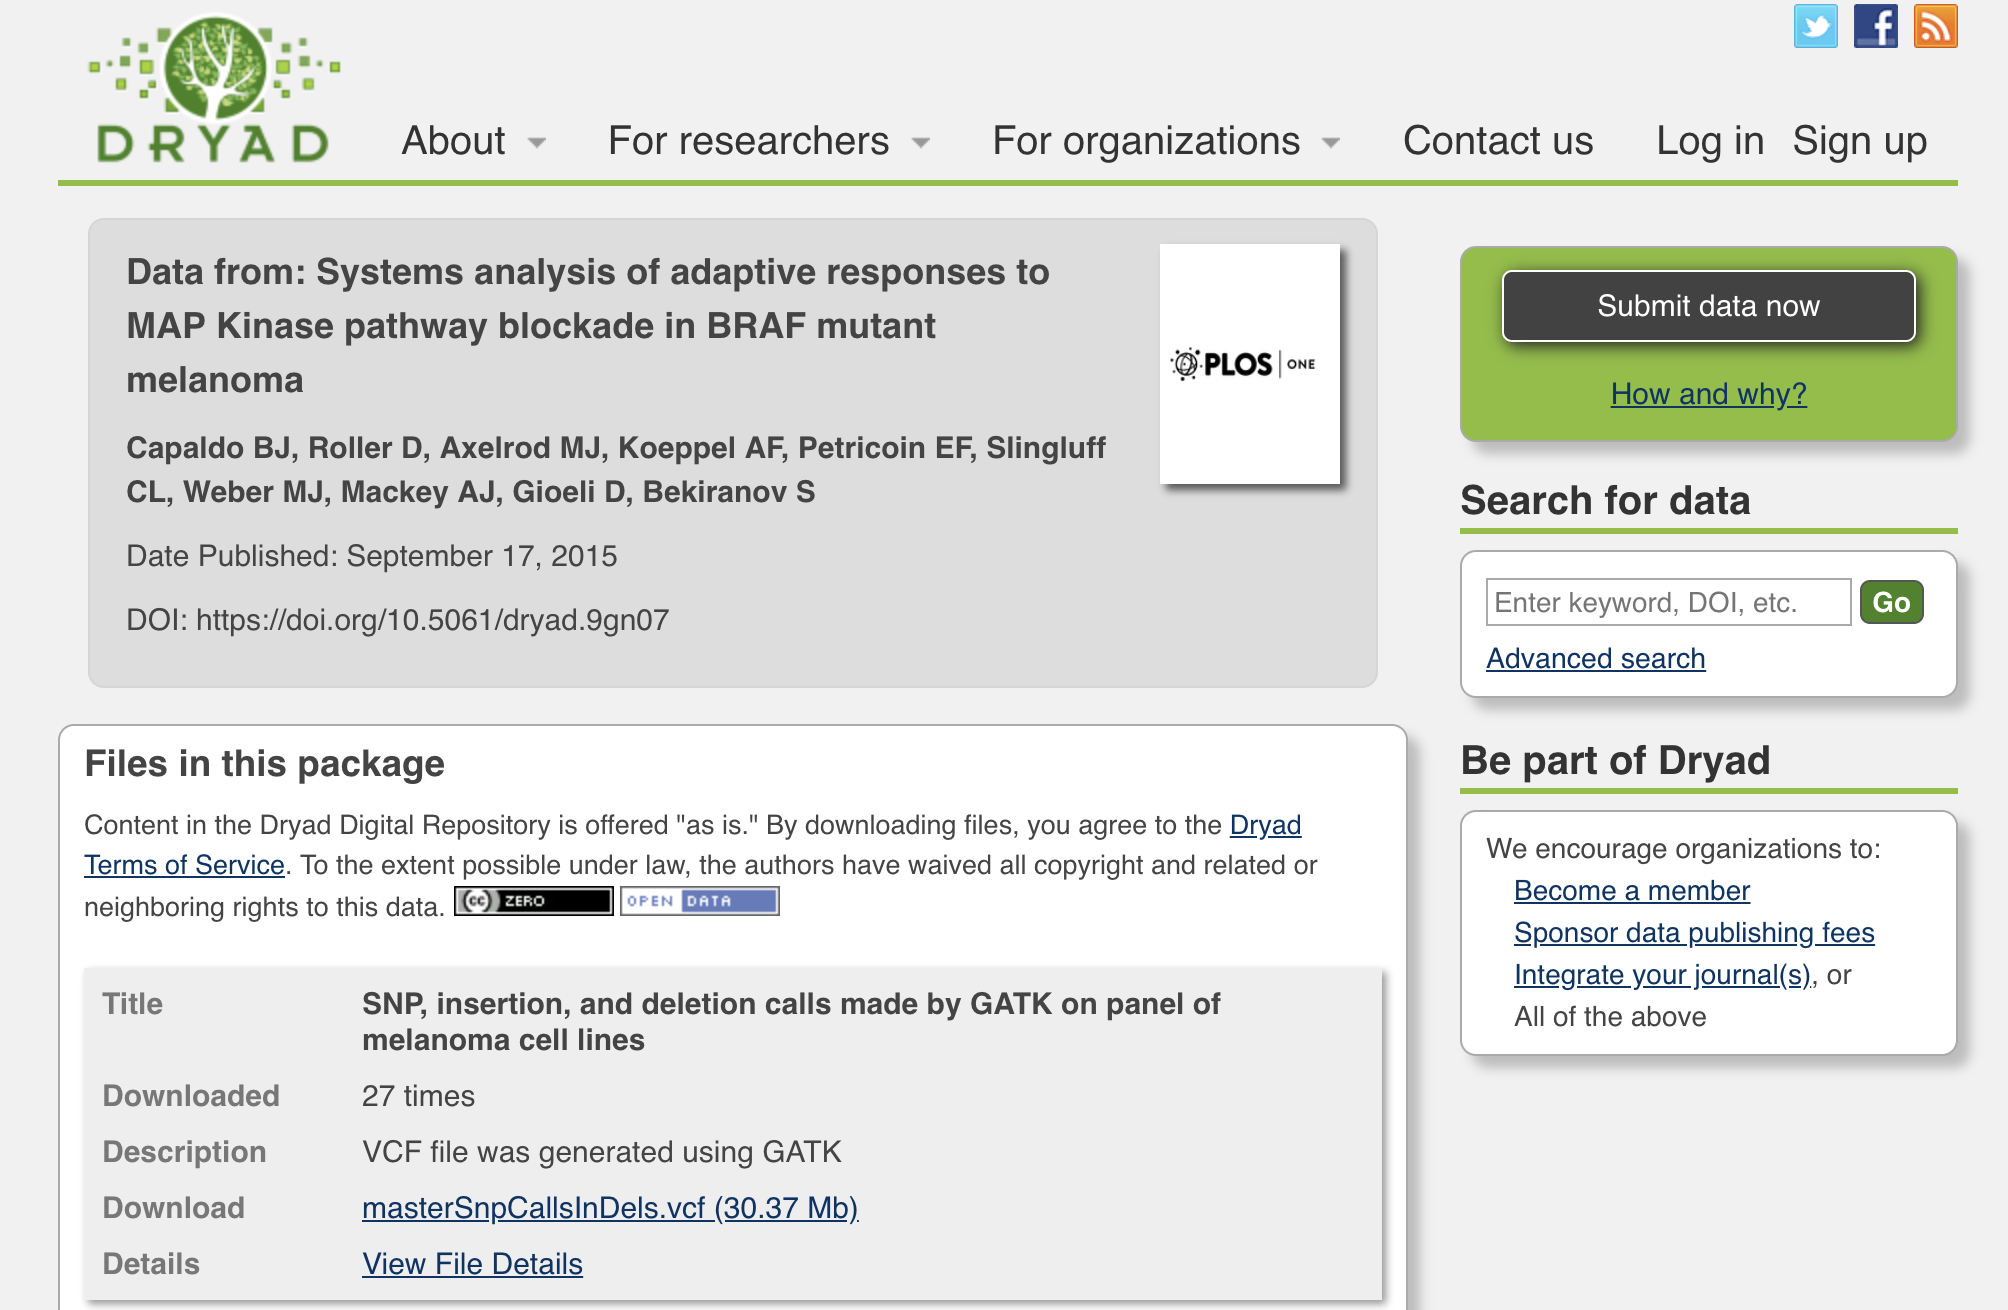 DRYAD
About
For researchers
For organizations
Contact us
Log in
Sign up
Data from: Systems analysis of adaptive responses to
MAP Kinase pathway blockade in BRAF mutant
melanoma
PLOS ONE
Capaldo BJ, Roller D, Axelrod MJ, Koeppel AF, Petricoin EF, Slingluff
CL, Weber MJ, Mackey AJ, Gioeli D, Bekiranov S
Date Published: September 17, 2015
DOI: https://doi.org/10.5061/dryad.9gn07
Files in this package
Content in the Dryad Digital Repository is offered "as is." By downloading files, you agree to the Dryad
Terms of Service. To the extent possible under law, the authors have waived all copyright and related or
neighboring rights to this data. cc ZERO OPEN DATA
Title SNP, insertion, and deletion calls made by GATK on panel of
melanoma cell lines
Downloaded 27 times
Description VCF file was generated using GATK
Download masterSnpCallsInDels.vcf (30.37 Mb)
Details View File Details
Submit data now
How and why?
Search for data
Enter keyword, DOI, etc. Go
Advanced search
Be part of Dryad
We encourage organizations to:
Become a member
Sponsor data publishing fees
Integrate your journal(s), or
All of the above